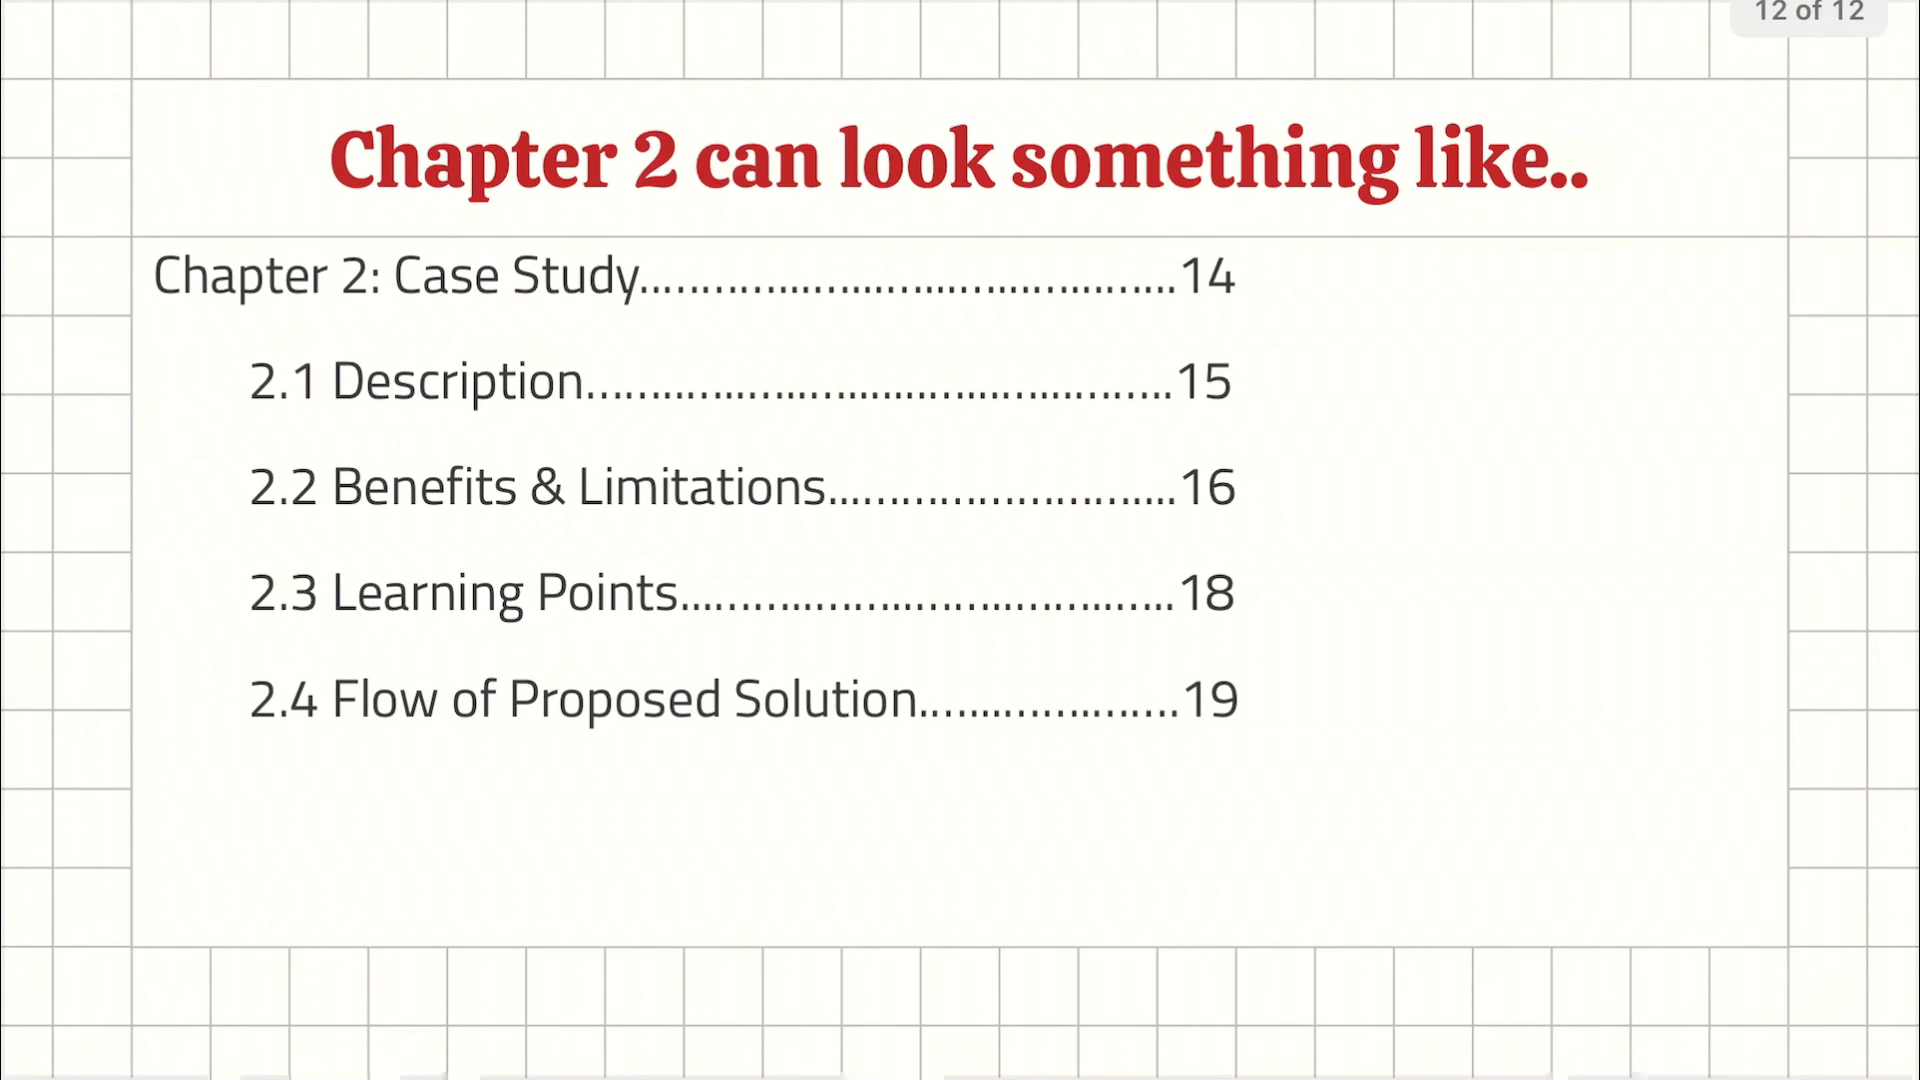 12 of 12
Chapter 2 can look something like..
Chapter 2: Case Study..........................................14
2.1 Description..............................................15
2.2 Benefits & Limitations...........................16
2.3 Learning Points......................................18
2.4 Flow of Proposed Solution....................19